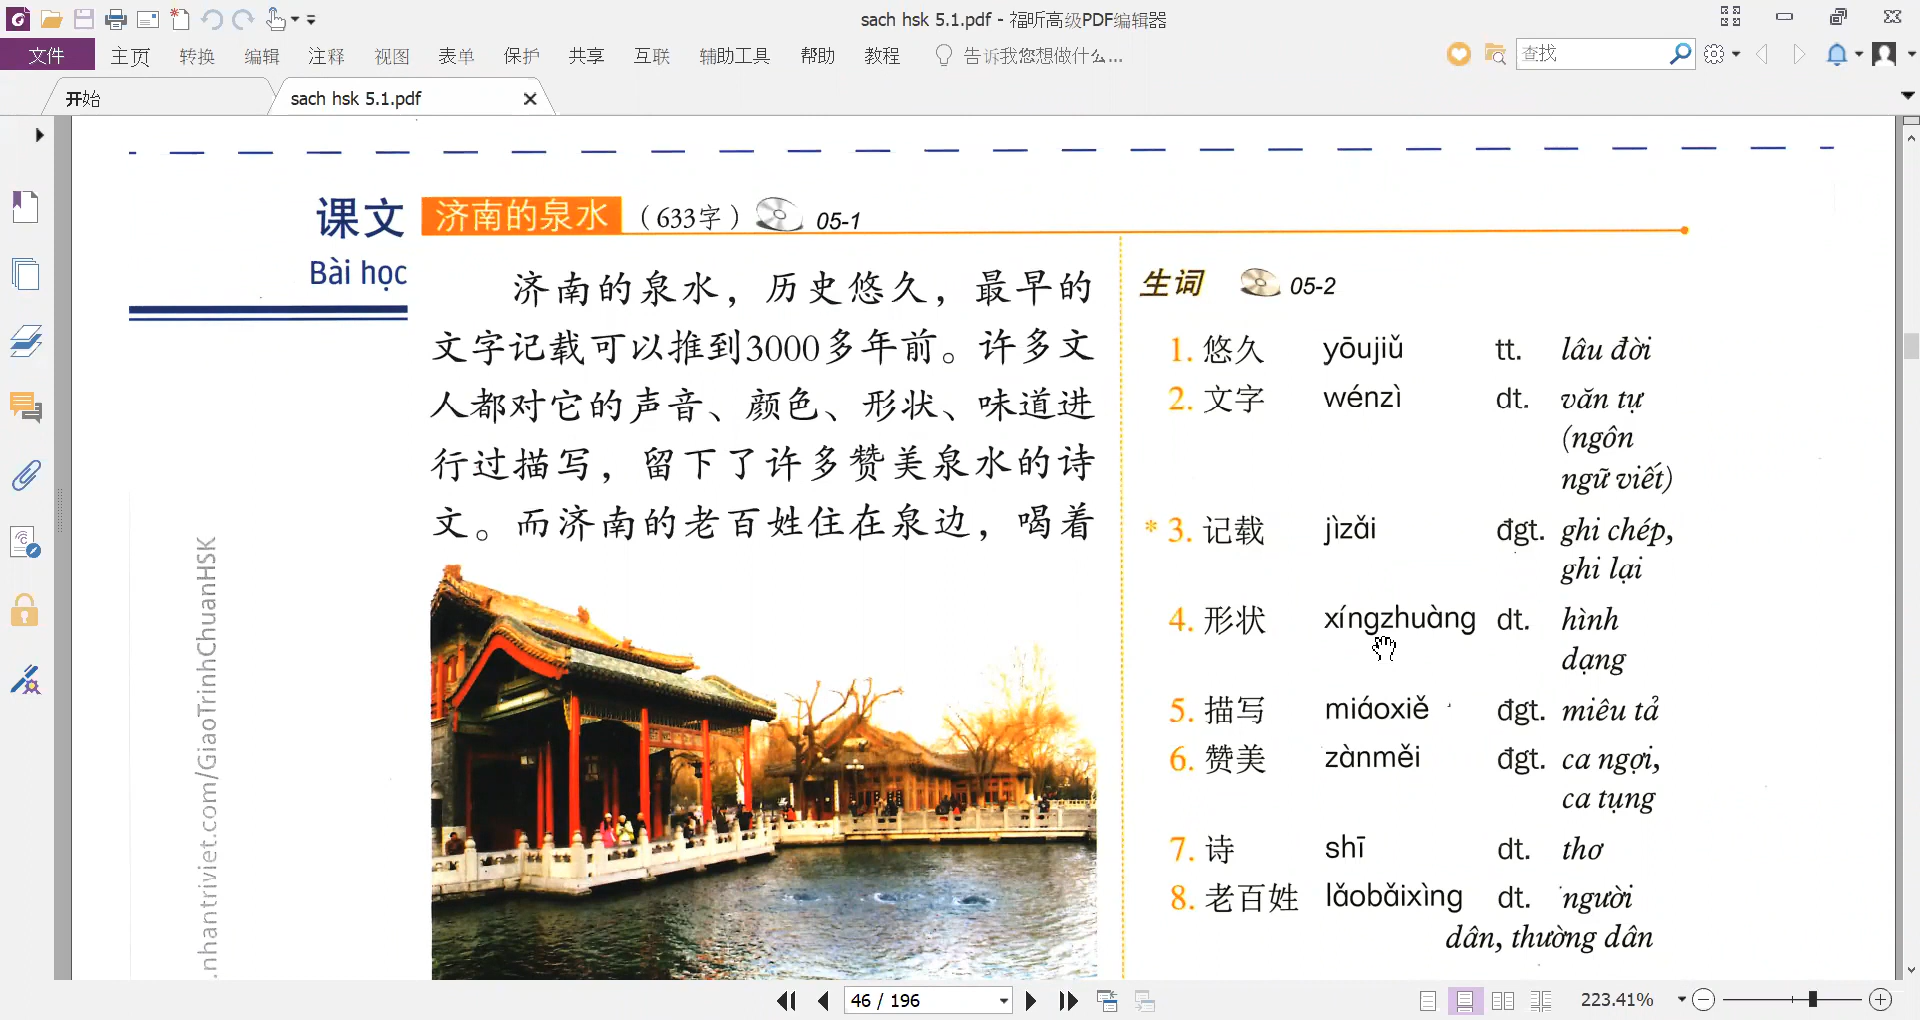 sach hsk 5.1.pdf - 福昕高级PDF编辑器
文件 主页 转换 编辑 注释 视图 表单 保护 共享 互联 辅助工具 帮助 教程 告诉我您想做什么... 查找
开始 sach hsk 5.1.pdf
课文 济南的泉水 （633字） 05-1
Bài học
济南的泉水，历史悠久，最早的
文字记载可以推到3000多年前。许多文
人都对它的声音、颜色、形状、味道进
行过描写，留下了许多赞美泉水的诗
文。而济南的老百姓住在泉边，喝着
生词 05-2
1. 悠久 yōujiǔ tt. lâu đời
2. 文字 wénzì dt. văn tự
(ngôn
ngữ viết)
* 3. 记载 jìzǎi đgt. ghi chép,
ghi lại
4. 形状 xíngzhuàng dt. hình
dạng
5. 描写 miáoxiě đgt. miêu tả
6. 赞美 zànměi đgt. ca ngợi,
ca tụng
7. 诗 shī dt. thơ
8. 老百姓 lǎobǎixìng dt. người
dân, thường dân
.nhantriviet.com/GiaoTrinhChuanHSK
46 / 196 223.41%